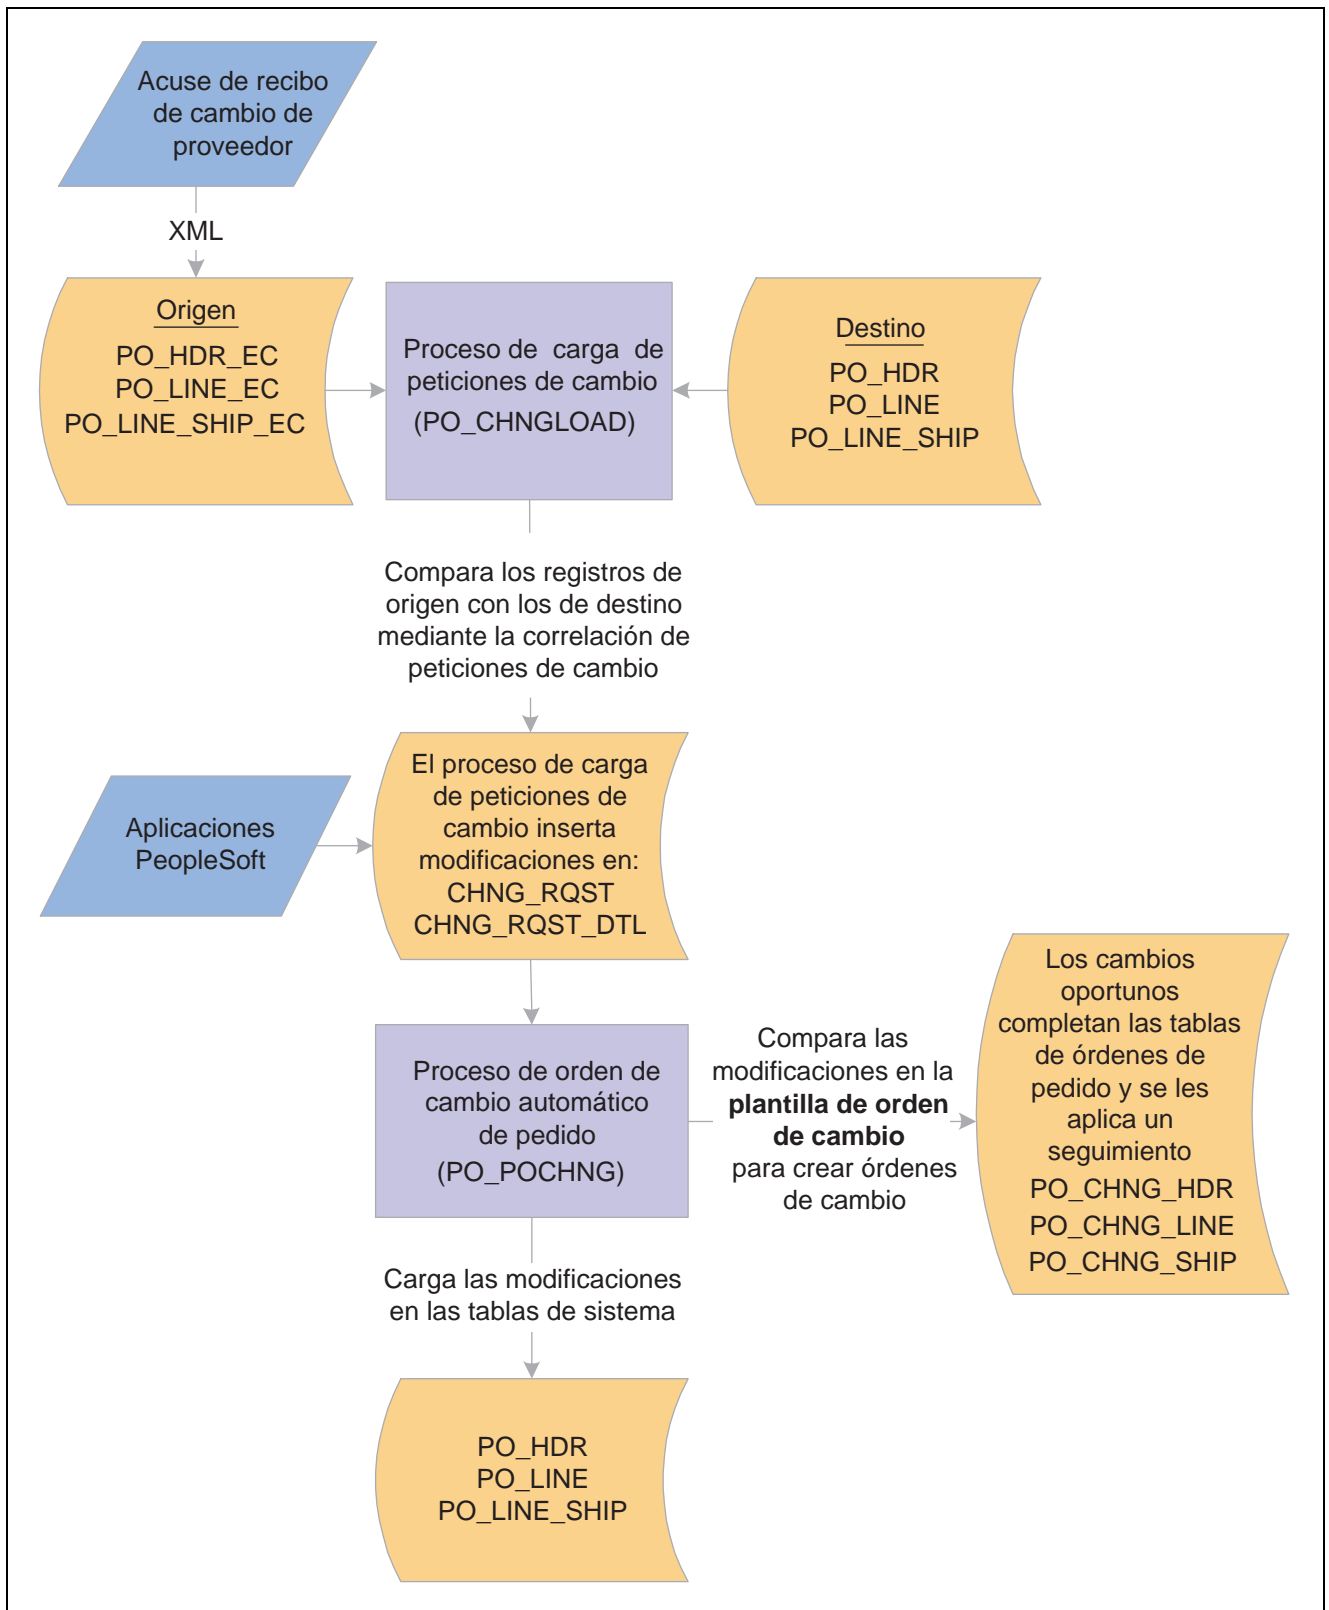 Acuse de recibo
de cambio de
proveedor
XML
Origen
PO_HDR_EC
PO_LINE_EC
PO_LINE_SHIP_EC
Proceso de carga de
peticiones de cambio
(PO_CHNGLOAD)
Destino
PO_HDR
PO_LINE
PO_LINE_SHIP
Compara los registros de
origen con los de destino
mediante la correlación de
peticiones de cambio
Aplicaciones
PeopleSoft
El proceso de carga
de peticiones de
cambio inserta
modificaciones en:
CHNG_RQST
CHNG_RQST_DTL
Proceso de orden de
cambio automático
de pedido
(PO_POCHNG)
Compara las
modificaciones en la
plantilla de orden
de cambio
para crear órdenes
de cambio
Los cambios
oportunos
completan las tablas
de órdenes de
pedido y se les
aplica un
seguimiento
PO_CHNG_HDR
PO_CHNG_LINE
PO_CHNG_SHIP
Carga las modificaciones
en las tablas de sistema
PO_HDR
PO_LINE
PO_LINE_SHIP